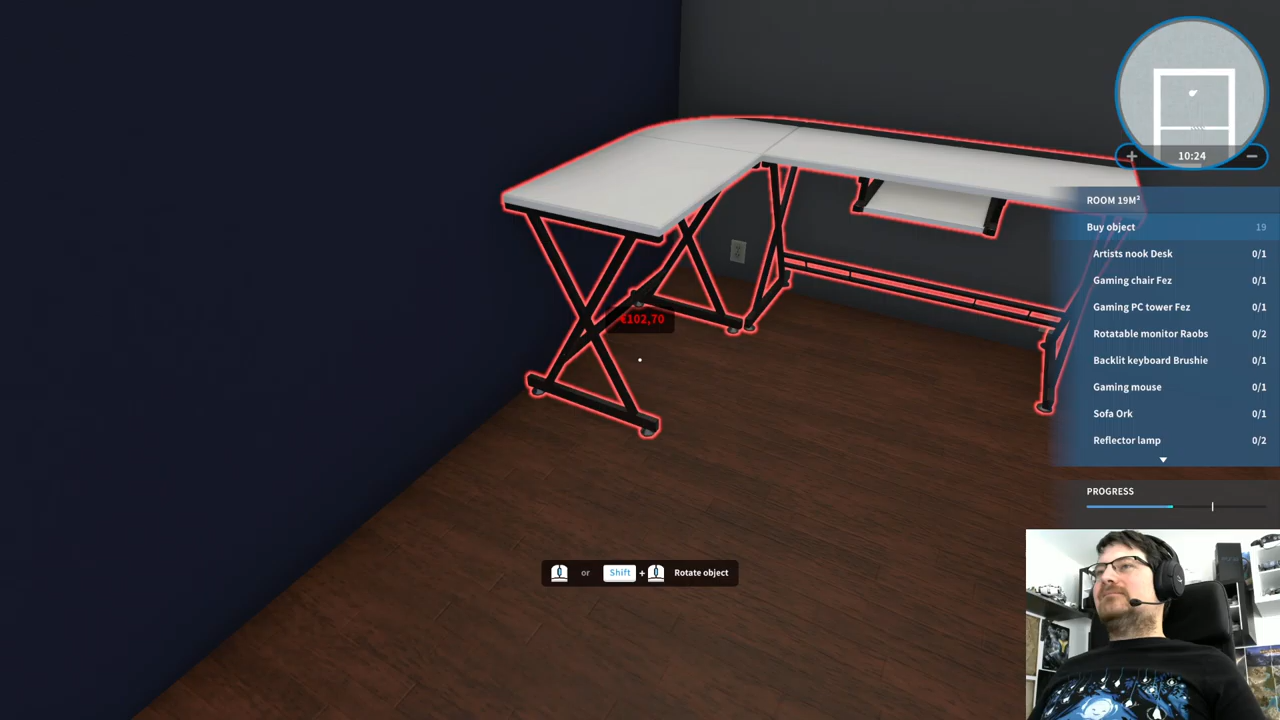 10:24
ROOM 19M²
Buy object 19
Artists nook Desk 0/1
Gaming chair Fez 0/1
Gaming PC tower Fez 0/1
Rotatable monitor Raobs 0/2
Backlit keyboard Brushie 0/1
Gaming mouse 0/1
Sofa Ork 0/1
Reflector lamp 0/2
€102,70
PROGRESS
or Shift + Rotate object